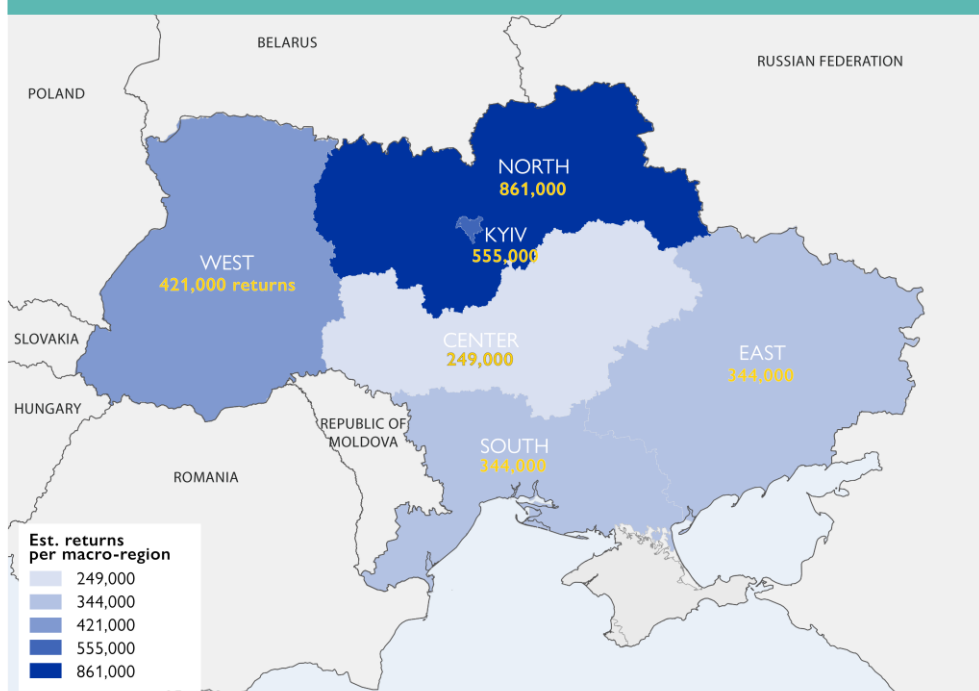 BELARUS
RUSSIAN FEDERATION
POLAND
NORTH
861,000
KYIV
555,000
WEST
421,000 returns
SLOVAKIA
CENTER
249,000
EAST
344,000
HUNGARY
REPUBLIC OF
MOLDOVA
SOUTH
344,000
ROMANIA
Est. returns
per macro-region
249,000
344,000
421,000
555,000
861,000